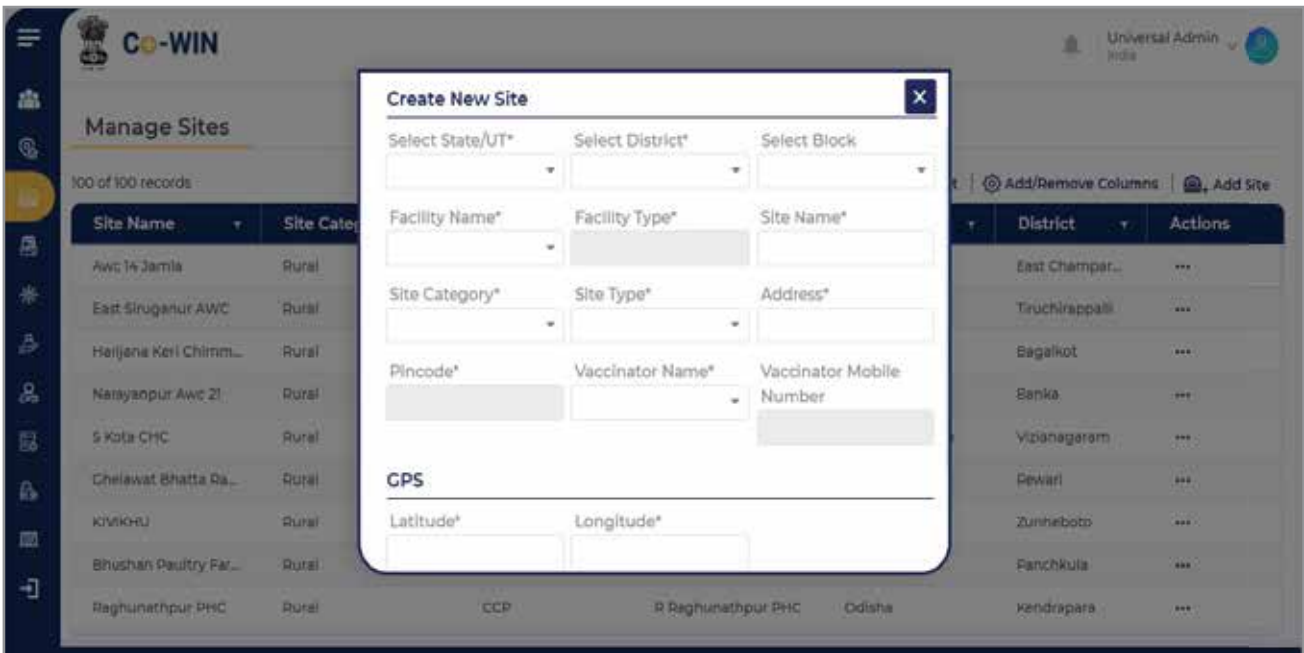 Co-WIN
Universal Admin
India
Manage Sites
100 of 100 records
Add/Remove Columns
Add Site
Create New Site
Select State/UT* Select District* Select Block
Facility Name* Facility Type* Site Name*
Site Category* Site Type* Address*
Pincode* Vaccinator Name* Vaccinator Mobile
Number
GPS
Latitude* Longitude*
Site Name Site Cate District Actions
Awc 14 Jamla Rural East Champar...
East Siruganur AWC Rural Tiruchirappalli
Harijana Keri Chimm... Rural Bagalkot
Narayanpur Awc 21 Rural Banka
S Kota CHC Rural Vizianagaram
Ghelawat Bhatta Ra... Rural Rewari
KIVIKHU Rural Zunheboto
Bhushan Paultry Far... Rural Panchkula
Raghunathpur PHC Rural CCP R Raghunathpur PHC Odisha Kendrapara